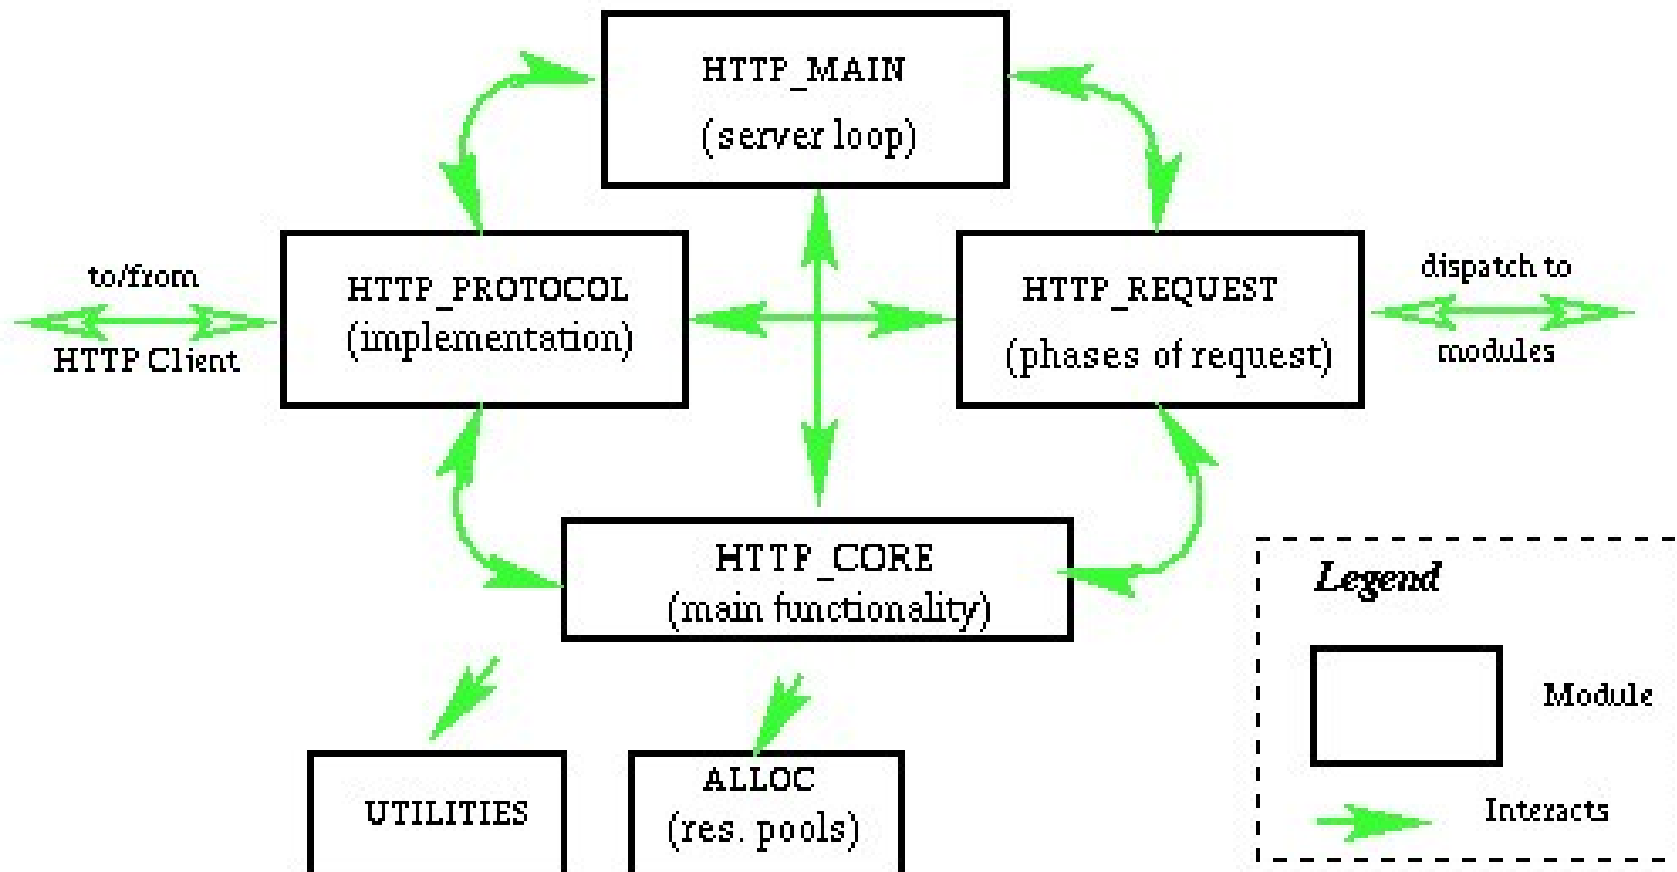 HTTP_MAIN
(server loop)
to/from
HTTP Client
HTTP_PROTOCOL
(implementation)
HTTP_REQUEST
(phases of request)
dispatch to
modules
HTTP_CORE
(main functionality)
Legend
Module
Interacts
UTILITIES
ALLOC
(res. pools)